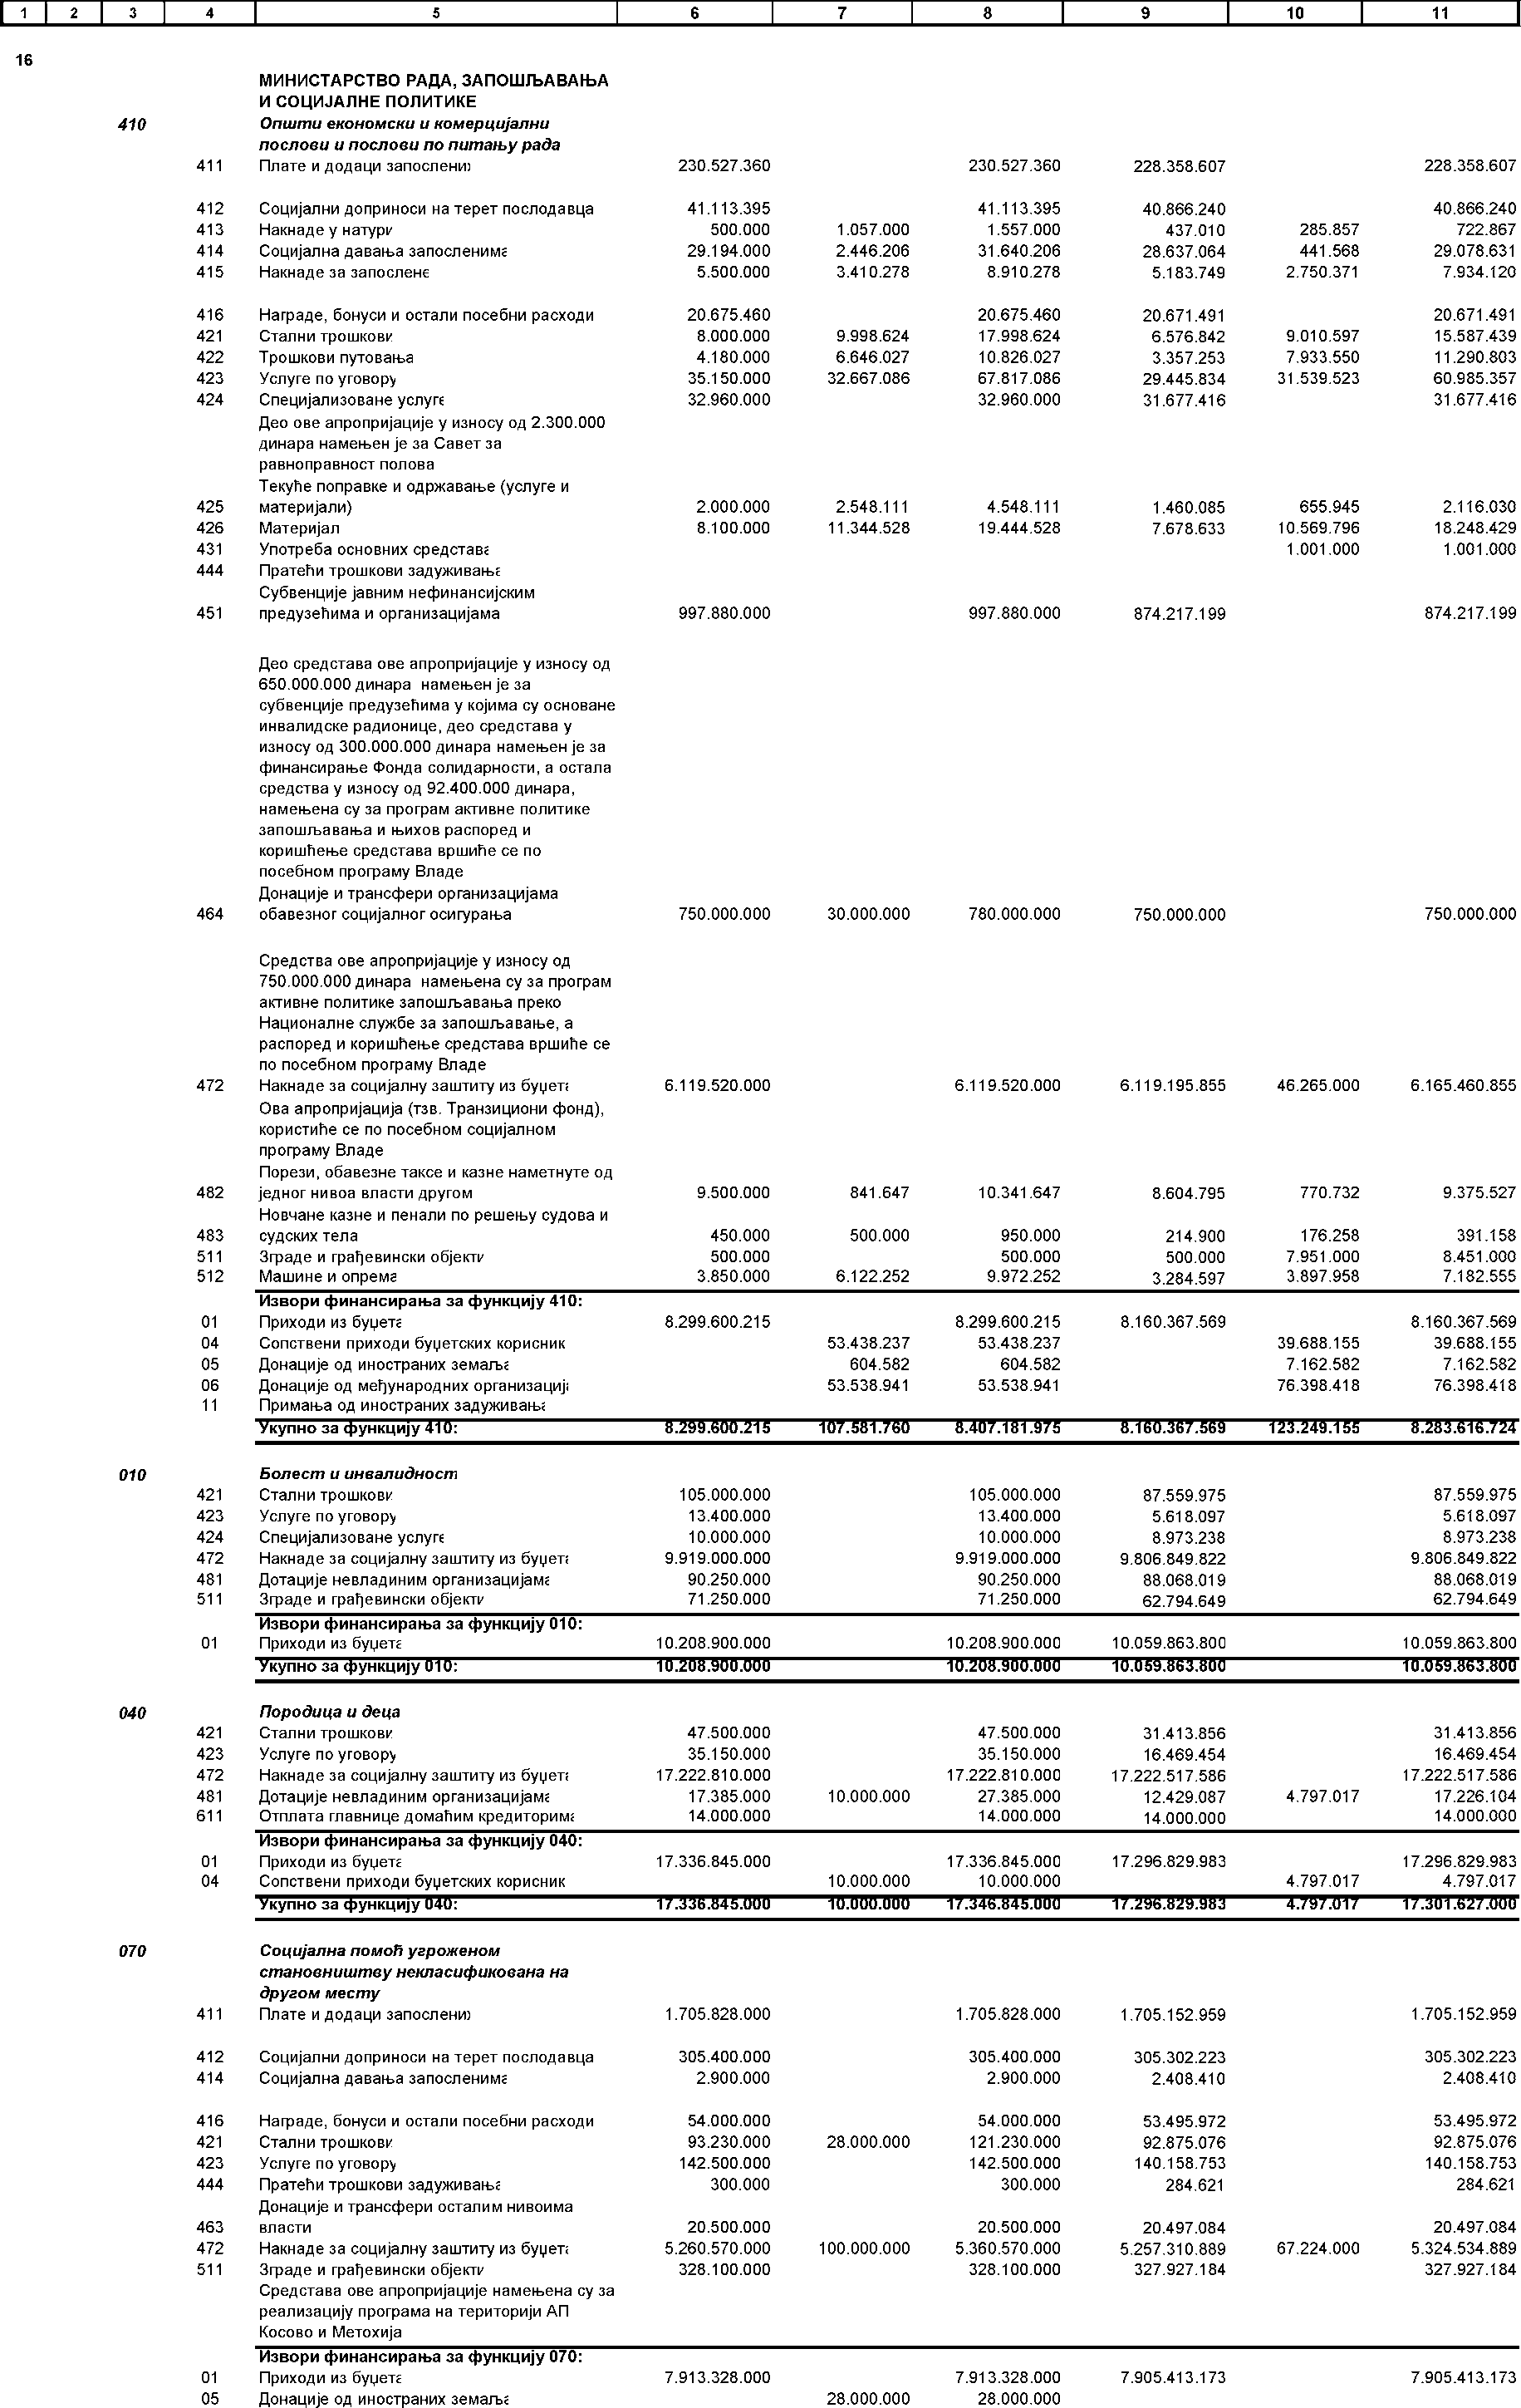 1 2 3 4 5 6 7 8 9 10 11
16
МИНИСТАРСТВО РАДА, ЗАПОШЉАВАЊА
И СОЦИЈАЛНЕ ПОЛИТИКЕ
410 Општи економски и комерцијални
послови и послови по питању рада
411 Плате и додаци запослених 230.527.360 230.527.360 228.358.607 228.358.607
412 Социјални доприноси на терет послодавца 41.113.395 41.113.395 40.866.240 40.866.240
413 Накнаде у натури 500.000 1.057.000 1.557.000 437.010 285.857 722.867
414 Социјална давања запосленима 29.194.000 2.446.206 31.640.206 28.637.064 441.568 29.078.631
415 Накнаде за запослене 5.500.000 3.410.278 8.910.278 5.183.749 2.750.371 7.934.120
416 Награде, бонуси и остали посебни расходи 20.675.460 20.675.460 20.671.491 20.671.491
421 Стални трошкови 8.000.000 9.998.624 17.998.624 6.576.842 9.010.597 15.587.439
422 Трошкови путовања 4.180.000 6.646.027 10.826.027 3.357.253 7.933.550 11.290.803
423 Услуге по уговору 35.150.000 32.667.086 67.817.086 29.445.834 31.539.523 60.985.357
424 Специјализоване услуге 32.960.000 32.960.000 31.677.416 31.677.416
Део ове апропријације у износу од 2.300.000
динара намењен је за Савет за
равноправност полова
Текуће поправке и одржавање (услуге и
425 материјали) 2.000.000 2.548.111 4.548.111 1.460.085 655.945 2.116.030
426 Материјал 8.100.000 11.344.528 19.444.528 7.678.633 10.569.796 18.248.429
431 Употреба основних средстава 1.001.000 1.001.000
444 Пратећи трошкови задуживања
Субвенције јавним нефинансијским
451 предузећима и организацијама 997.880.000 997.880.000 874.217.199 874.217.199
Део средстава ове апропријације у износу од
650.000.000 динара намењен је за
субвенције предузећима у којима су основане
инвалидске радионице, део средстава у
износу од 300.000.000 динара намењен је за
финансирање Фонда солидарности, а остала
средства у износу од 92.400.000 динара,
намењена су за програм активне политике
запошљавања и њихов распоред и
коришћење средстава вршиће се по
посебном програму Владе
Донације и трансфери организацијама
464 обавезног социјалног осигурања 750.000.000 30.000.000 780.000.000 750.000.000 750.000.000
Средства ове апропријације у износу од
750.000.000 динара намењена су за програм
активне политике запошљавања преко
Националне службе за запошљавање, а
распоред и коришћење средстава вршиће се
по посебном програму Владе
472 Накнаде за социјалну заштиту из буџета 6.119.520.000 6.119.520.000 6.119.195.855 46.265.000 6.165.460.855
Ова апропријација (тзв. Транзициони фонд),
користиће се по посебном социјалном
програму Владе
Порези, обавезне таксе и казне наметнуте од
482 једног нивоа власти другом 9.500.000 841.647 10.341.647 8.604.795 770.732 9.375.527
Новчане казне и пенали по решењу судова и
483 судских тела 450.000 500.000 950.000 214.900 176.258 391.158
511 Зграде и грађевински објекти 500.000 500.000 500.000 7.951.000 8.451.000
512 Машине и опрема 3.850.000 6.122.252 9.972.252 3.284.597 3.897.958 7.182.555
Извори финансирања за функцију 410:
01 Приходи из буџета 8.299.600.215 8.299.600.215 8.160.367.569 8.160.367.569
04 Сопствени приходи буџетских корисник 53.438.237 53.438.237 39.688.155 39.688.155
05 Донације од иностраних земаља 604.582 604.582 7.162.582 7.162.582
06 Донације од међународних организација 53.538.941 53.538.941 76.398.418 76.398.418
11 Примања од иностраних задуживања
Укупно за функцију 410: 8.299.600.215 107.581.760 8.407.181.975 8.160.367.569 123.249.155 8.283.616.724
010 Болест и инвалидност
421 Стални трошкови 105.000.000 105.000.000 87.559.975 87.559.975
423 Услуге по уговору 13.400.000 13.400.000 5.618.097 5.618.097
424 Специјализоване услуге 10.000.000 10.000.000 8.973.238 8.973.238
472 Накнаде за социјалну заштиту из буџета 9.919.000.000 9.919.000.000 9.806.849.822 9.806.849.822
481 Дотације невладиним организацијама 90.250.000 90.250.000 88.068.019 88.068.019
511 Зграде и грађевински објекти 71.250.000 71.250.000 62.794.649 62.794.649
Извори финансирања за функцију 010:
01 Приходи из буџета 10.208.900.000 10.208.900.000 10.059.863.800 10.059.863.800
Укупно за функцију 010: 10.208.900.000 10.208.900.000 10.059.863.800 10.059.863.800
040 Породица и деца
421 Стални трошкови 47.500.000 47.500.000 31.413.856 31.413.856
423 Услуге по уговору 35.150.000 35.150.000 16.469.454 16.469.454
472 Накнаде за социјалну заштиту из буџета 17.222.810.000 17.222.810.000 17.222.517.586 17.222.517.586
481 Дотације невладиним организацијама 17.385.000 10.000.000 27.385.000 12.429.087 4.797.017 17.226.104
611 Отплата главнице домаћим кредиторима 14.000.000 14.000.000 14.000.000 14.000.000
Извори финансирања за функцију 040:
01 Приходи из буџета 17.336.845.000 17.336.845.000 17.296.829.983 17.296.829.983
04 Сопствени приходи буџетских корисник 10.000.000 10.000.000 4.797.017 4.797.017
Укупно за функцију 040: 17.336.845.000 10.000.000 17.346.845.000 17.296.829.983 4.797.017 17.301.627.000
070 Социјална помоћ угроженом
становништву некласификована на
другом месту
411 Плате и додаци запослених 1.705.828.000 1.705.828.000 1.705.152.959 1.705.152.959
412 Социјални доприноси на терет послодавца 305.400.000 305.400.000 305.302.223 305.302.223
414 Социјална давања запосленима 2.900.000 2.900.000 2.408.410 2.408.410
416 Награде, бонуси и остали посебни расходи 54.000.000 54.000.000 53.495.972 53.495.972
421 Стални трошкови 93.230.000 28.000.000 121.230.000 92.875.076 92.875.076
423 Услуге по уговору 142.500.000 142.500.000 140.158.753 140.158.753
444 Пратећи трошкови задуживања 300.000 300.000 284.621 284.621
Донације и трансфери осталим нивоима
463 власти 20.500.000 20.500.000 20.497.084 20.497.084
472 Накнаде за социјалну заштиту из буџета 5.260.570.000 100.000.000 5.360.570.000 5.257.310.889 67.224.000 5.324.534.889
511 Зграде и грађевински објекти 328.100.000 328.100.000 327.927.184 327.927.184
Средстава ове апропријације намењена су за
реализацију програма на територији АП
Косово и Метохија
Извори финансирања за функцију 070:
01 Приходи из буџета 7.913.328.000 7.913.328.000 7.905.413.173 7.905.413.173
05 Донације од иностраних земаља 28.000.000 28.000.000